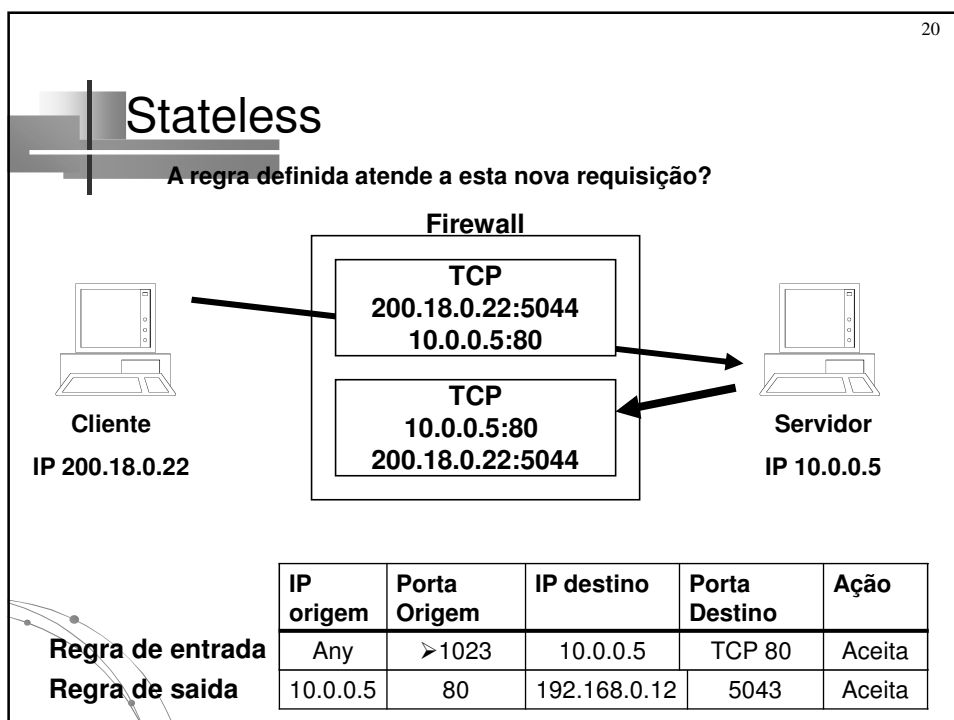 20
Stateless
A regra definida atende a esta nova requisição?
Firewall
TCP
200.18.0.22:5044
10.0.0.5:80
TCP
10.0.0.5:80
200.18.0.22:5044
Cliente
IP 200.18.0.22
Servidor
IP 10.0.0.5
IP origem Porta Origem IP destino Porta Destino Ação
Regra de entrada Any ➢1023 10.0.0.5 TCP 80 Aceita
Regra de saida 10.0.0.5 80 192.168.0.12 5043 Aceita